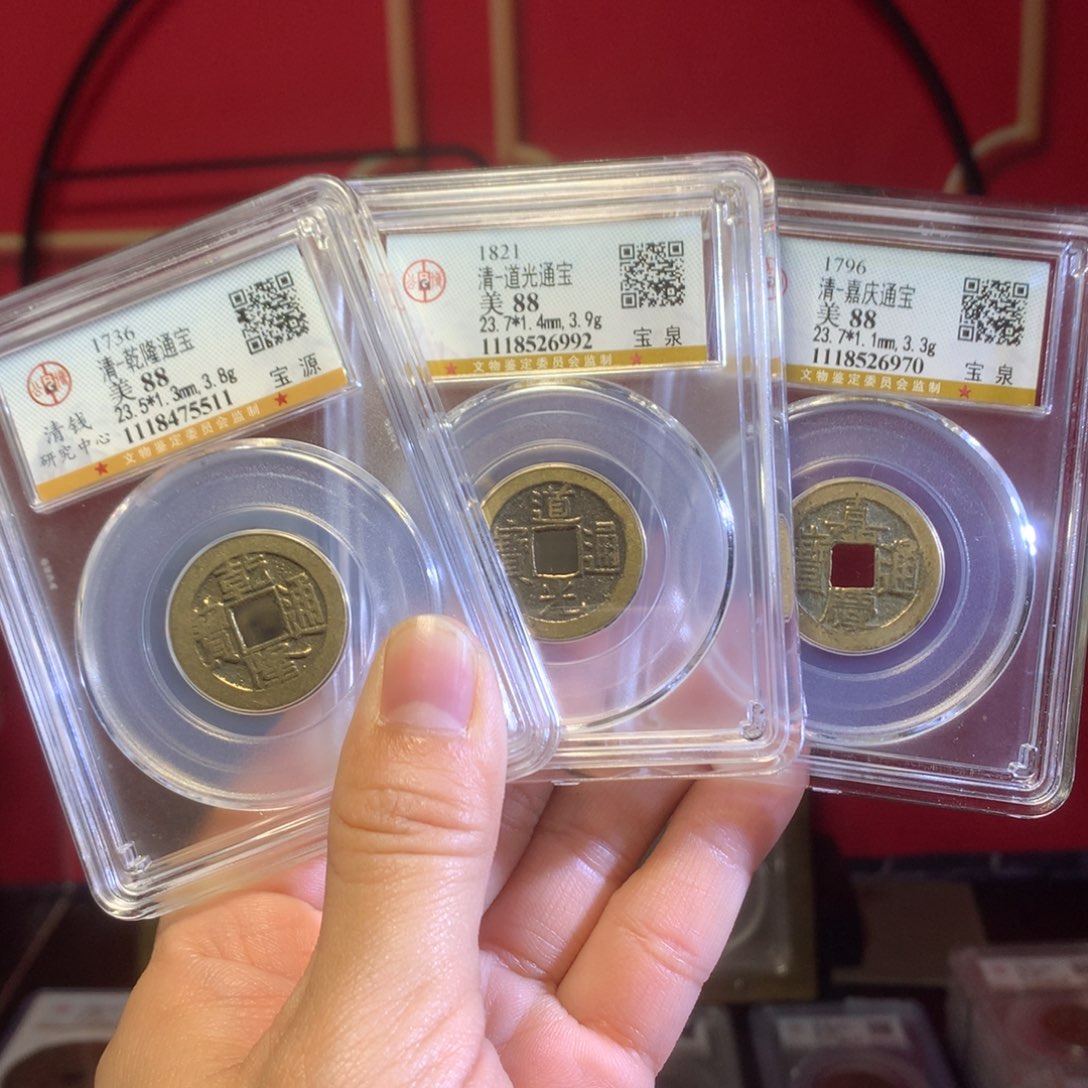 1736
清-乾隆通宝
美 88
23.5*1.3mm,3.8g
清钱 1118475511 宝源
研究中心
文物鉴定委员会监制
乾隆通寶
1821
清-道光通宝
美 88
23.7*1.4mm,3.9g
1118526992 宝泉
文物鉴定委员会监制
道光通寶
1796
清-嘉庆通宝
美 88
23.7*1.1mm,3.3g
1118526970 宝泉
文物鉴定委员会监制
嘉慶通寶